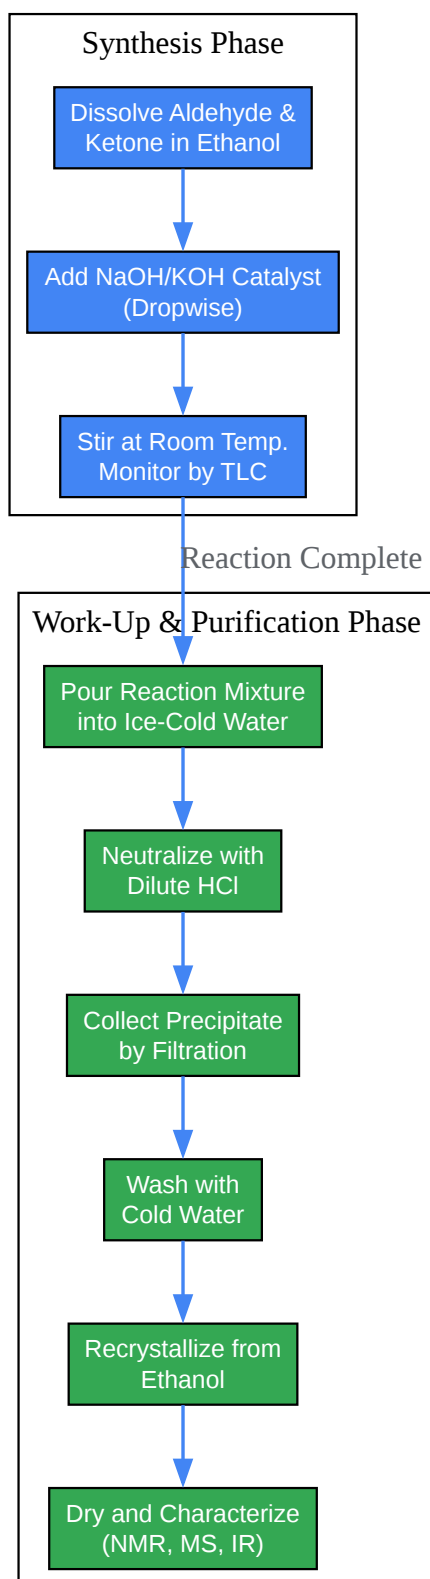 Synthesis Phase
Dissolve Aldehyde &
Ketone in Ethanol
Add NaOH/KOH Catalyst
(Dropwise)
Stir at Room Temp.
Monitor by TLC
Reaction Complete
Work-Up & Purification Phase
Pour Reaction Mixture
into Ice-Cold Water
Neutralize with
Dilute HCl
Collect Precipitate
by Filtration
Wash with
Cold Water
Recrystallize from
Ethanol
Dry and Characterize
(NMR, MS, IR)